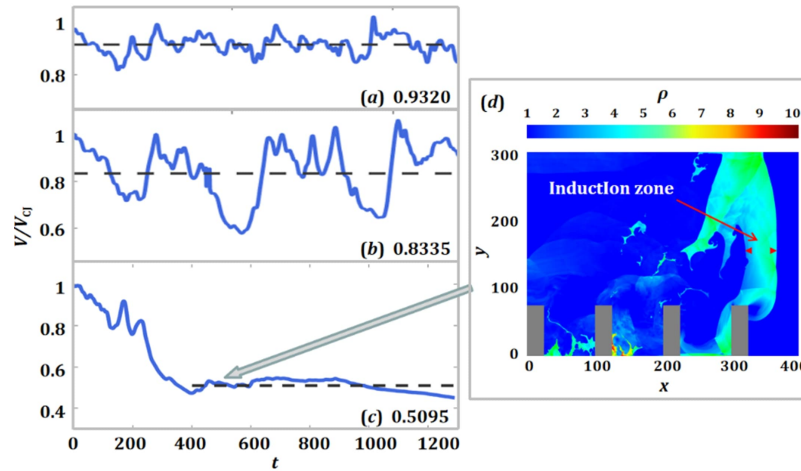 1
0.8
(a) 0.9320
1
0.8
0.6
(b) 0.8335
V/V_CJ
1
0.8
0.6
0.4
(c) 0.5095
0 200 400 600 800 1000 1200
t
(d) ρ
1 2 3 4 5 6 7 8 9 10
300
Induction zone
200
y
100
0
0 100 200 300 400
x